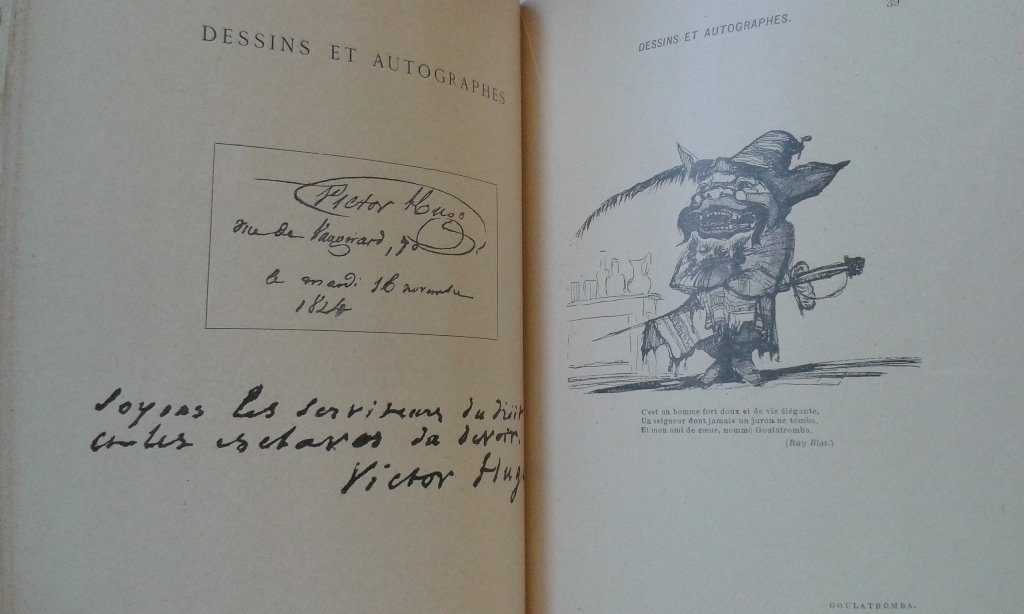 DESSINS ET AUTOGRAPHES
Victor Hugo
rue de Vaugirard, 90
le mardi 16 novembre
1824
Soyons les serviteurs du droit
et les esclaves du devoir.
Victor Hug
39
DESSINS ET AUTOGRAPHES.
C'est un homme fort doux et de vie élégante,
Un seigneur dont jamais un juron ne tomba,
Et mon ami de cœur, nommé Goulatromba.
(Ruy Blas.)
GOULATROMBA.